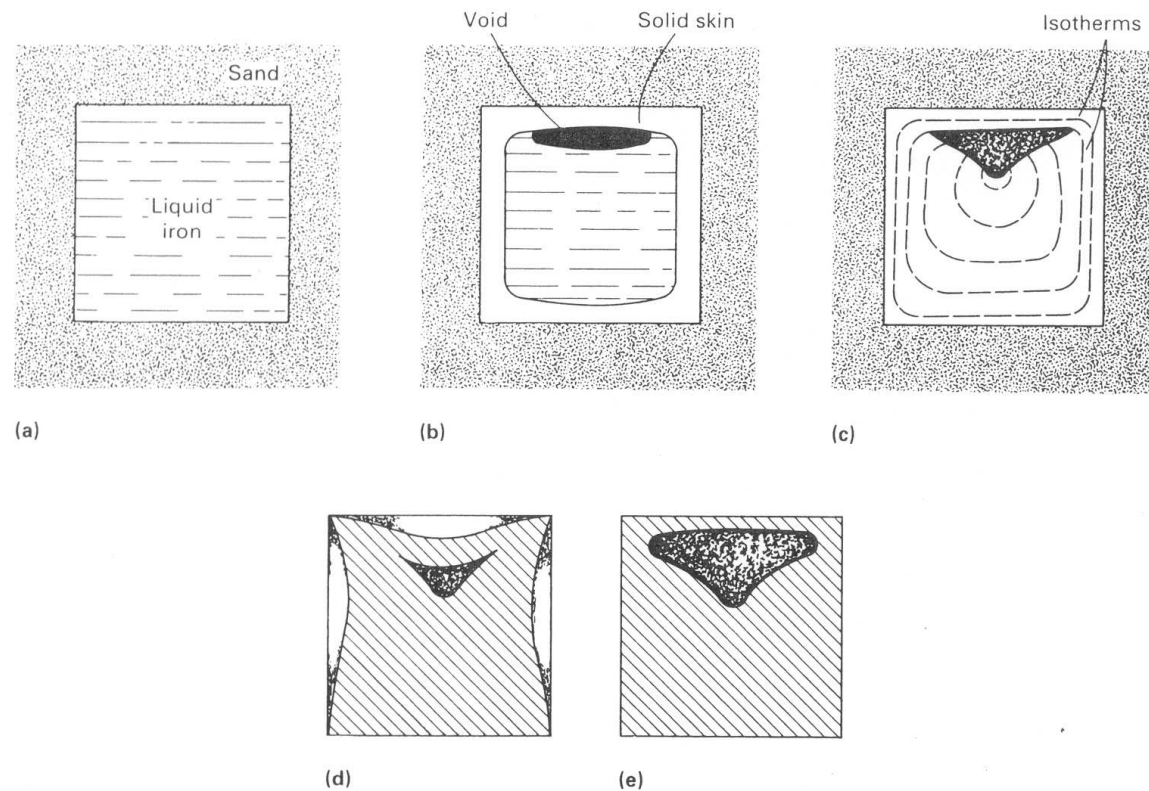 Void
Solid skin
Isotherms
Sand
Liquid
iron
(a)
(b)
(c)
(d)
(e)